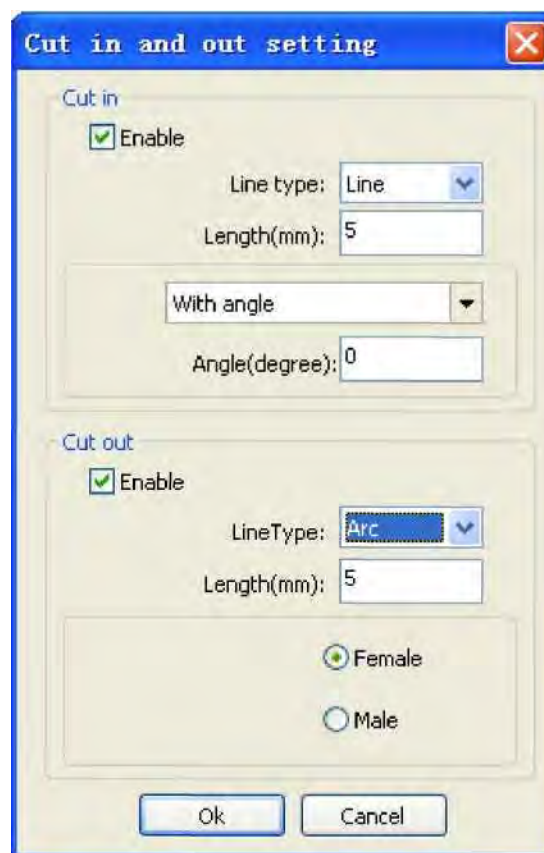 Cut in and out setting
Cut in
Enable
Line type: Line
Length(mm): 5
With angle
Angle(degree): 0
Cut out
Enable
LineType: Arc
Length(mm): 5
Female
Male
Ok Cancel